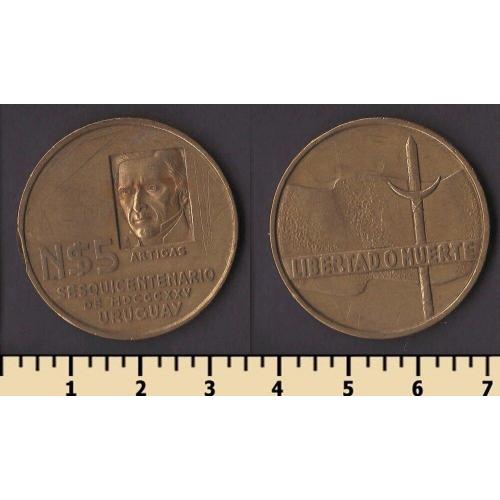 ARTIGAS
N$5
SESQUICENTENARIO
DE MDCCCXXV
URUGUAY
LIBERTAD O MUERTE
1 2 3 4 5 6 7